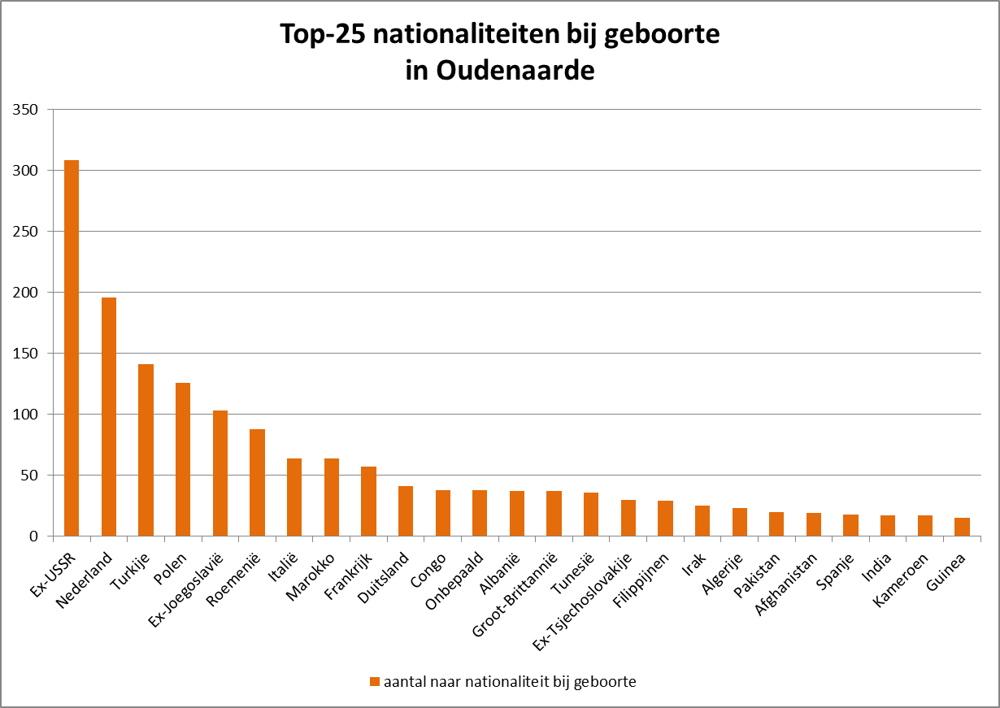 Top-25 nationaliteiten bij geboorte
in Oudenaarde
350
300
250
200
150
100
50
0
Ex-USSR
Nederland
Turkije
Polen
Ex-Joegoslavië
Roemenië
Italië
Marokko
Frankrijk
Duitsland
Congo
Onbepaald
Albanië
Groot-Brittannië
Tunesië
Ex-Tsjechoslovakije
Filippijnen
Irak
Algerije
Pakistan
Afghanistan
Spanje
India
Kameroen
Guinea
aantal naar nationaliteit bij geboorte